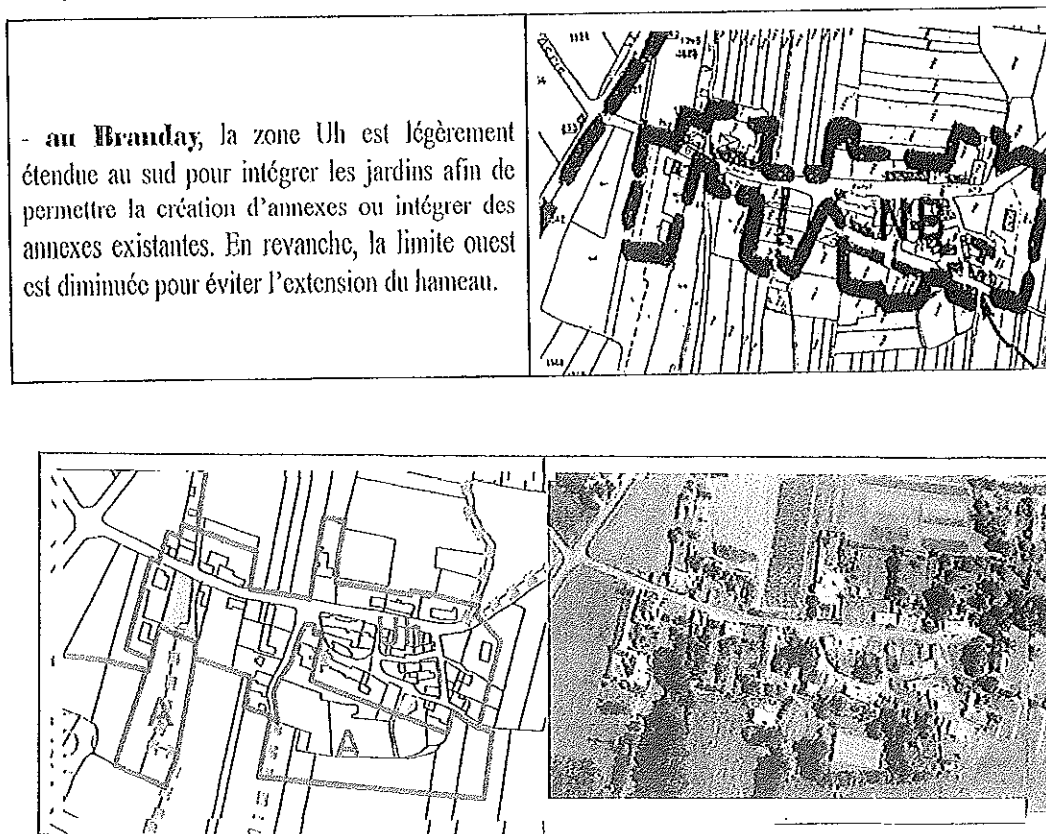 - au Branday, la zone Uh est légèrement
étendue au sud pour intégrer les jardins afin de
permettre la création d'annexes ou intégrer des
annexes existantes. En revanche, la limite ouest
est diminuée pour éviter l'extension du hameau.
NB
A
A